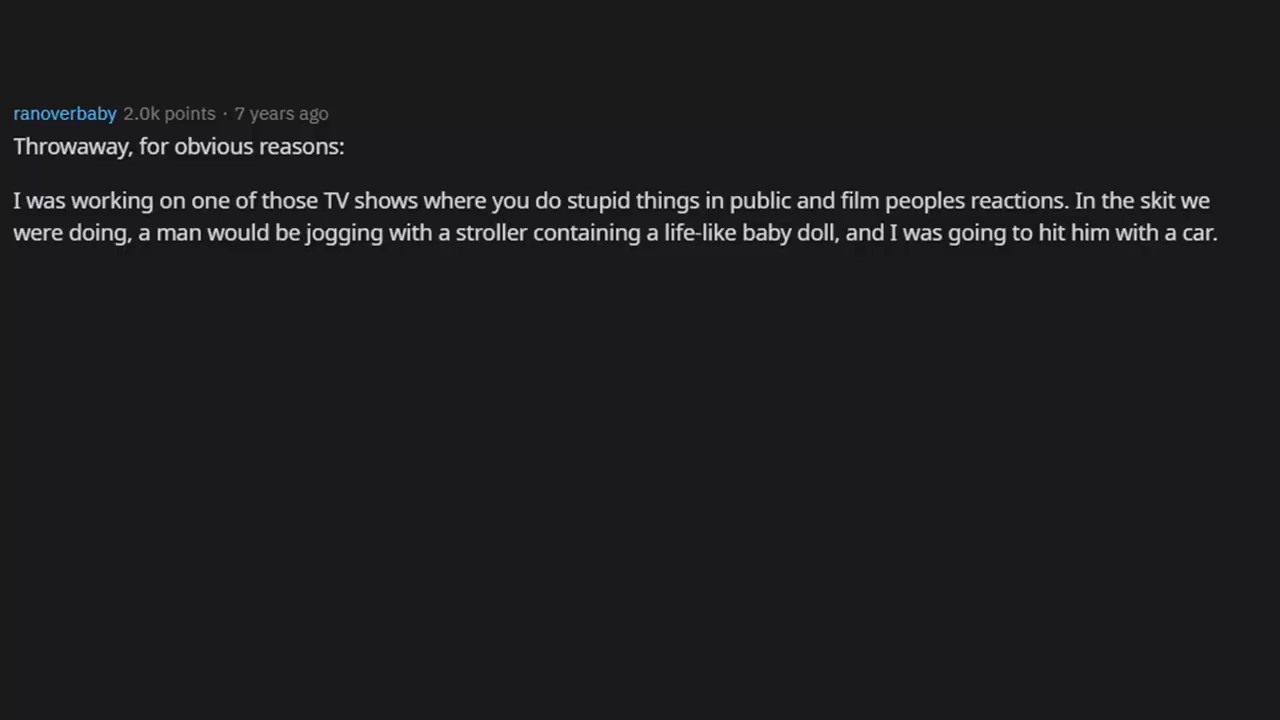 ranoverbaby 2.0k points · 7 years ago
Throwaway, for obvious reasons:
I was working on one of those TV shows where you do stupid things in public and film peoples reactions. In the skit we
were doing, a man would be jogging with a stroller containing a life-like baby doll, and I was going to hit him with a car.